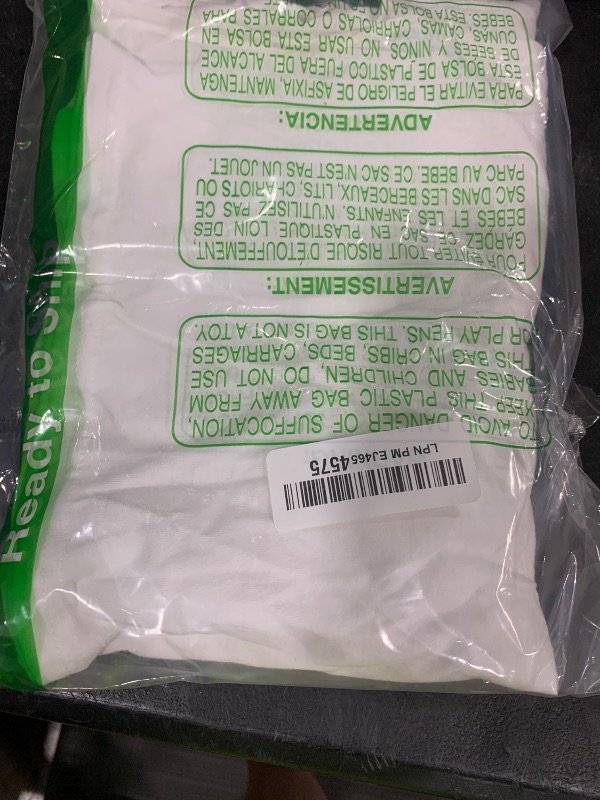 LPN PM EJ4654575
TO AVOID DANGER OF SUFFOCATION,
KEEP THIS PLASTIC BAG AWAY FROM
BABIES AND CHILDREN, DO NOT USE
THIS BAG IN CRIBS, BEDS, CARRIAGES
OR PLAY PENS. THIS BAG IS NOT A TOY.
AVERTISSEMENT:
POUR EVITER TOUT RISQUE D'ÉTOUFFEMENT,
GARDEZ CE SAC EN PLASTIQUE LOIN DES
BEBES ET LES ENFANTS. N'UTILISEZ PAS CE
SAC DANS LES BERCEAUX, LITS, CHARIOTS OU
PARC AU BEBE. CE SAC N'EST PAS UN JOUET.
ADVERTENCIA:
PARA EVITAR EL PELIGRO DE ASFIXIA, MANTENGA
ESTA BOLSA DE PLASTICO FUERA DEL ALCANCE
DE BEBES Y NINOS, NO USAR ESTA BOLSA EN
CUNAS, CAMAS, CARRIOLAS O CORRALES PARA
BEBES. ESTA BOLSA
Ready to Ship